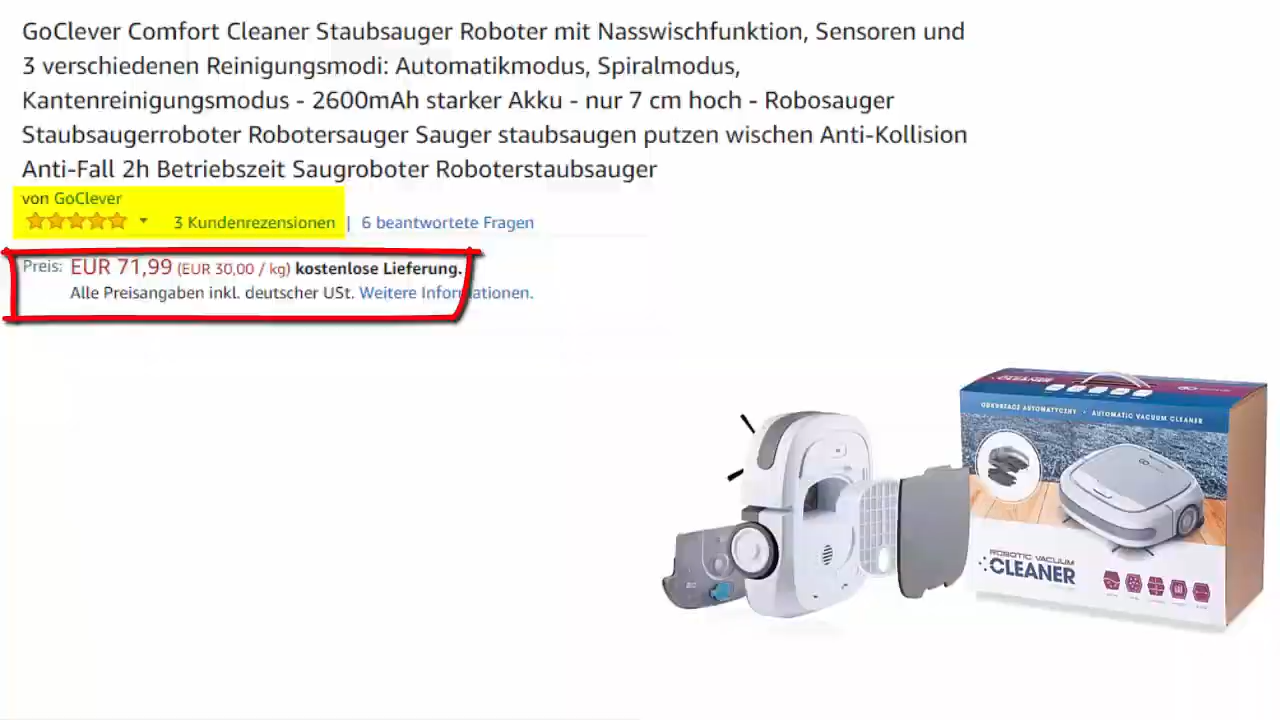 GoClever Comfort Cleaner Staubsauger Roboter mit Nasswischfunktion, Sensoren und
3 verschiedenen Reinigungsmodi: Automatikmodus, Spiralmodus,
Kantenreinigungsmodus - 2600mAh starker Akku - nur 7 cm hoch - Robosauger
Staubsaugerroboter Robotersauger Sauger staubsaugen putzen wischen Anti-Kollision
Anti-Fall 2h Betriebszeit Saugroboter Roboterstaubsauger
von GoClever
3 Kundenrezensionen | 6 beantwortete Fragen
Preis: EUR 71,99 (EUR 30,00 / kg) kostenlose Lieferung.
Alle Preisangaben inkl. deutscher USt. Weitere Informationen.
CLEANER
ODKURZACZ AUTOMATYCZNY • AUTOMATIC VACUUM CLEANER
ROBOTIC VACUUM
CLEANER